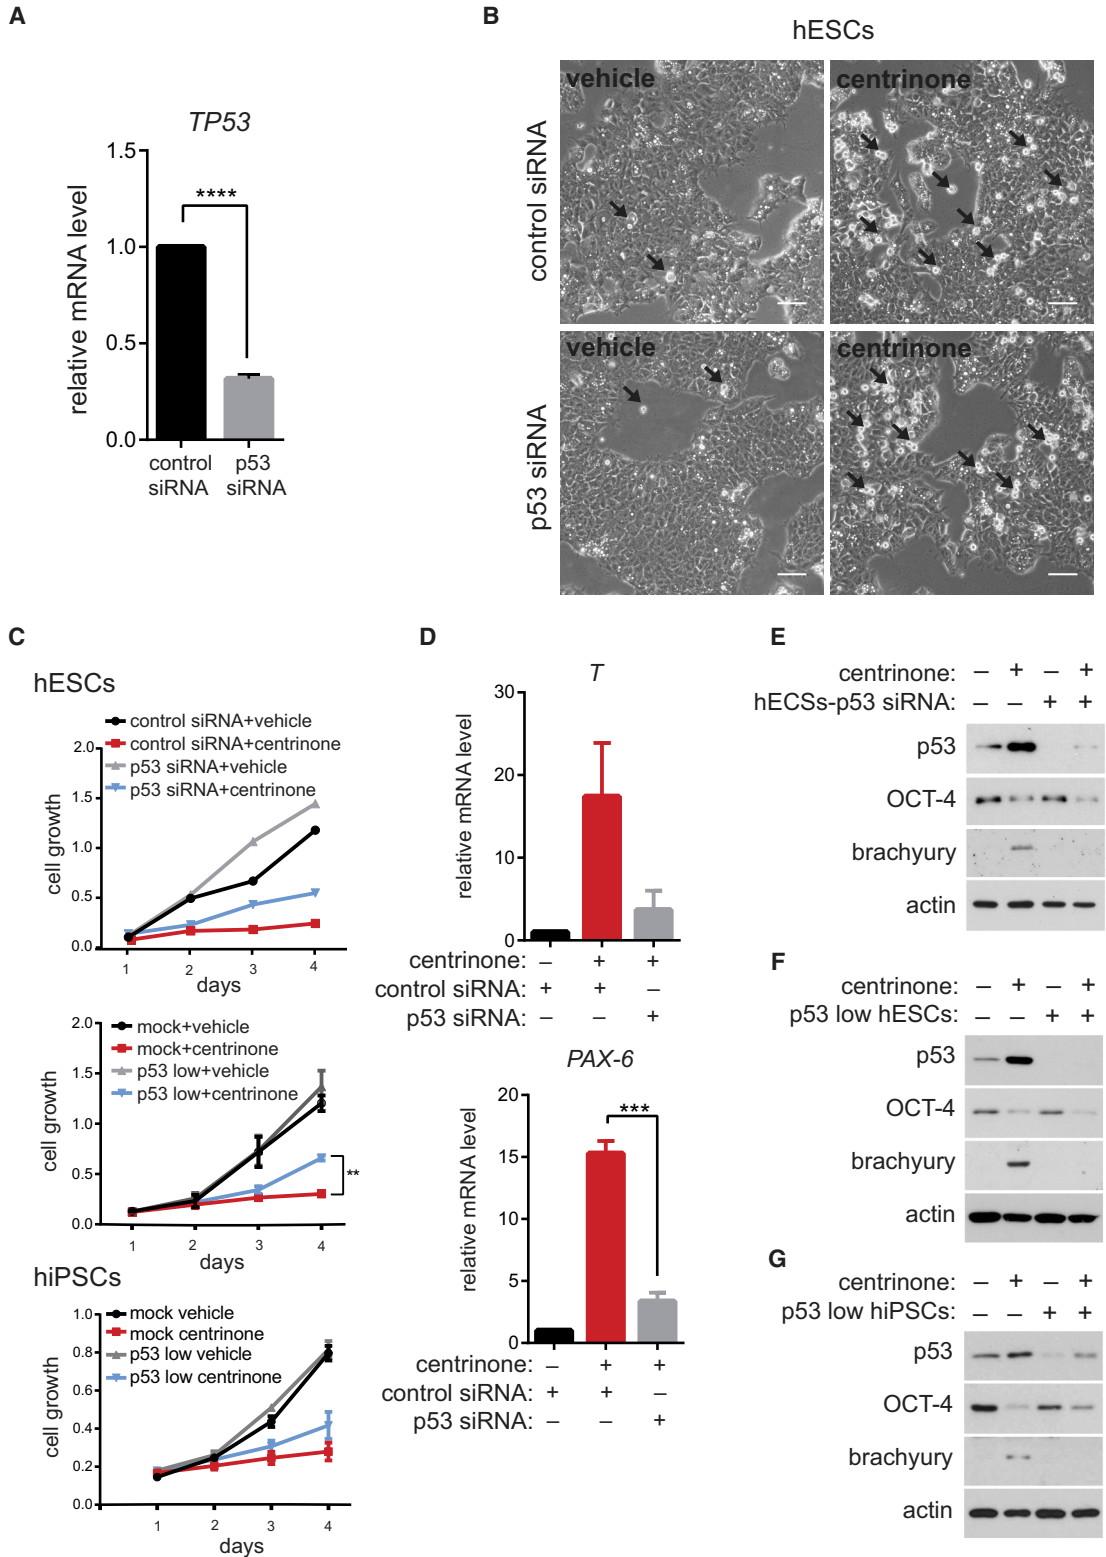 A
TP53
relative mRNA level
1.5
1.0
0.5
0.0
****
control siRNA
p53 siRNA
B
hESCs
control siRNA
p53 siRNA
vehicle
centrinone
vehicle
centrinone
C
hESCs
control siRNA+vehicle
control siRNA+centrinone
p53 siRNA+vehicle
p53 siRNA+centrinone
cell growth
2.0
1.5
1.0
0.5
0.0
1 2 3 4
days
mock+vehicle
mock+centrinone
p53 low+vehicle
p53 low+centrinone
cell growth
2.0
1.5
1.0
0.5
0.0
**
1 2 3 4
days
hiPSCs
mock vehicle
mock centrinone
p53 low vehicle
p53 low centrinone
cell growth
1.0
0.8
0.6
0.4
0.2
0.0
1 2 3 4
days
D
T
relative mRNA level
30
20
10
0
centrinone: – + +
control siRNA: + + –
p53 siRNA: – – +
PAX-6
relative mRNA level
20
15
10
5
0
***
centrinone: – + +
control siRNA: + + –
p53 siRNA: – – +
E
centrinone: – + – +
hECSs-p53 siRNA: – – + +
p53
OCT-4
brachyury
actin
F
centrinone: – + – +
p53 low hESCs: – – + +
p53
OCT-4
brachyury
actin
G
centrinone: – + – +
p53 low hiPSCs: – – + +
p53
OCT-4
brachyury
actin